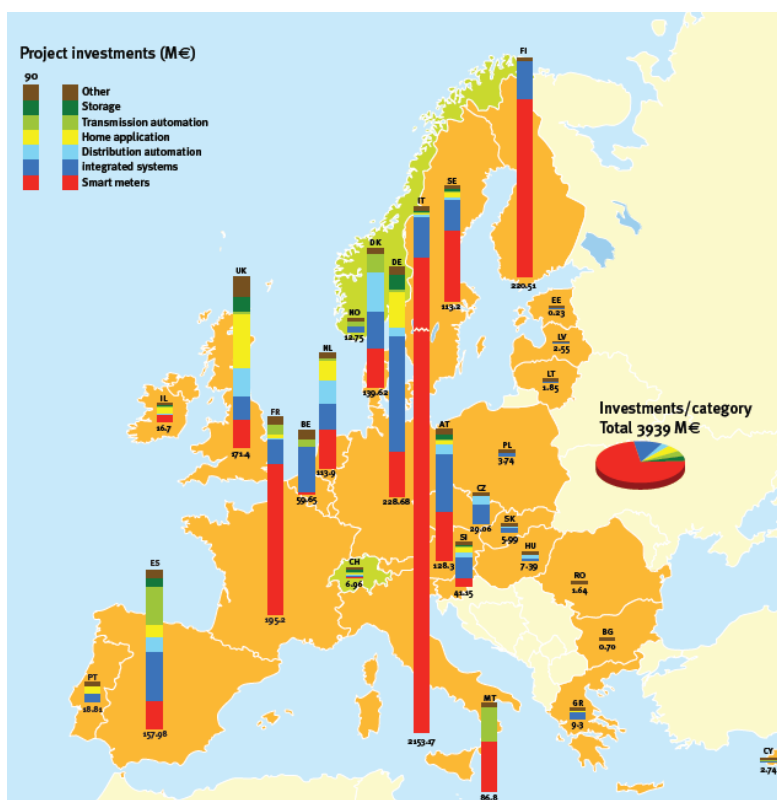 Project investments (M€)
90
Other
Storage
Transmission automation
Home application
Distribution automation
integrated systems
Smart meters
FI
220.51
SE
113.2
IT
2153.17
DK
139.62
DE
228.68
UK
171.4
NO
12.75
EE
0.23
LV
2.55
LT
1.85
NL
113.9
IL
16.7
FR
195.2
BE
59.65
Investments/category
Total 3939 M€
AT
128.3
PL
3.74
CZ
29.06
SK
5.99
SI
41.15
HU
7.39
CH
6.96
ES
157.98
RO
1.64
BG
0.70
PT
18.81
MT
86.8
GR
9.3
CY
2.74